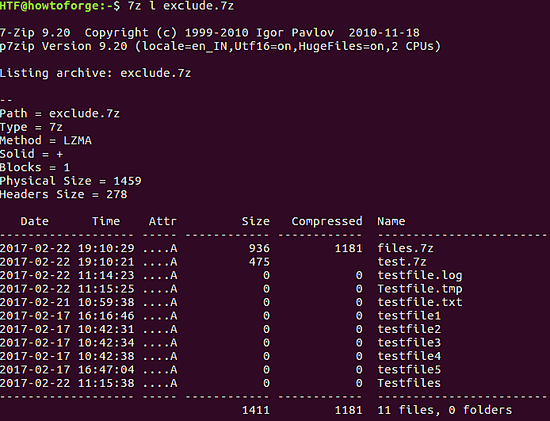 HTF@howtoforge:~$ 7z l exclude.7z
7-Zip 9.20  Copyright (c) 1999-2010 Igor Pavlov  2010-11-18
p7zip Version 9.20 (locale=en_IN,Utf16=on,HugeFiles=on,2 CPUs)
Listing archive: exclude.7z
--
Path = exclude.7z
Type = 7z
Method = LZMA
Solid = +
Blocks = 1
Physical Size = 1459
Headers Size = 278
   Date      Time    Attr         Size   Compressed  Name
------------------- ----- ------------ ------------  ------------------------
2017-02-22 19:10:29 ....A          936         1181  files.7z
2017-02-22 19:10:21 ....A          475               test.7z
2017-02-22 11:14:23 ....A            0            0  testfile.log
2017-02-22 11:15:25 ....A            0            0  Testfile.tmp
2017-02-21 10:59:38 ....A            0            0  testfile.txt
2017-02-17 16:16:46 ....A            0            0  testfile1
2017-02-17 10:42:31 ....A            0            0  testfile2
2017-02-17 10:42:34 ....A            0            0  testfile3
2017-02-17 10:42:38 ....A            0            0  testfile4
2017-02-17 16:47:04 ....A            0            0  testfile5
2017-02-22 11:15:38 ....A            0            0  Testfiles
------------------- ----- ------------ ------------  ------------------------
                                  1411         1181  11 files, 0 folders